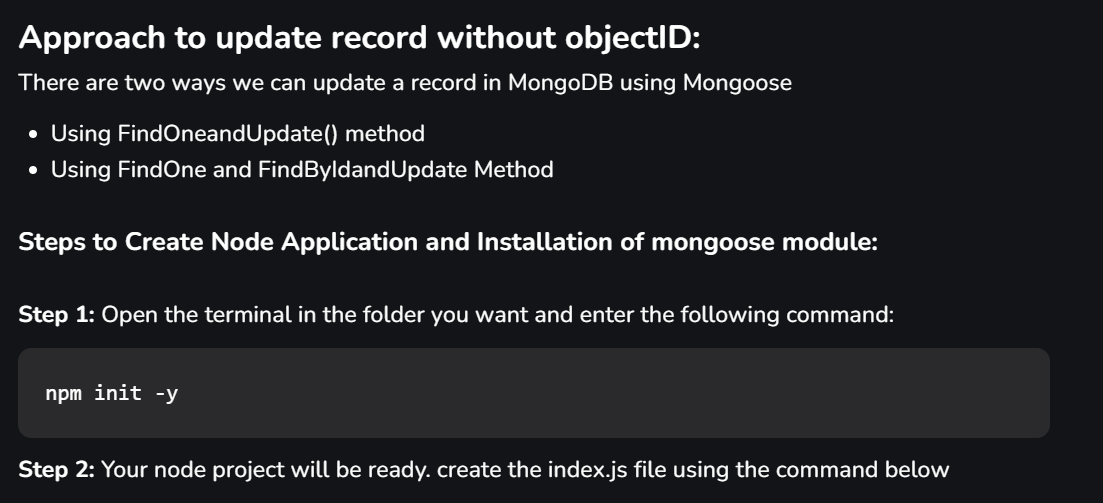 Approach to update record without objectID:
There are two ways we can update a record in MongoDB using Mongoose
• Using FindOneandUpdate() method
• Using FindOne and FindByIdandUpdate Method
Steps to Create Node Application and Installation of mongoose module:
Step 1: Open the terminal in the folder you want and enter the following command:
npm init -y
Step 2: Your node project will be ready. create the index.js file using the command below